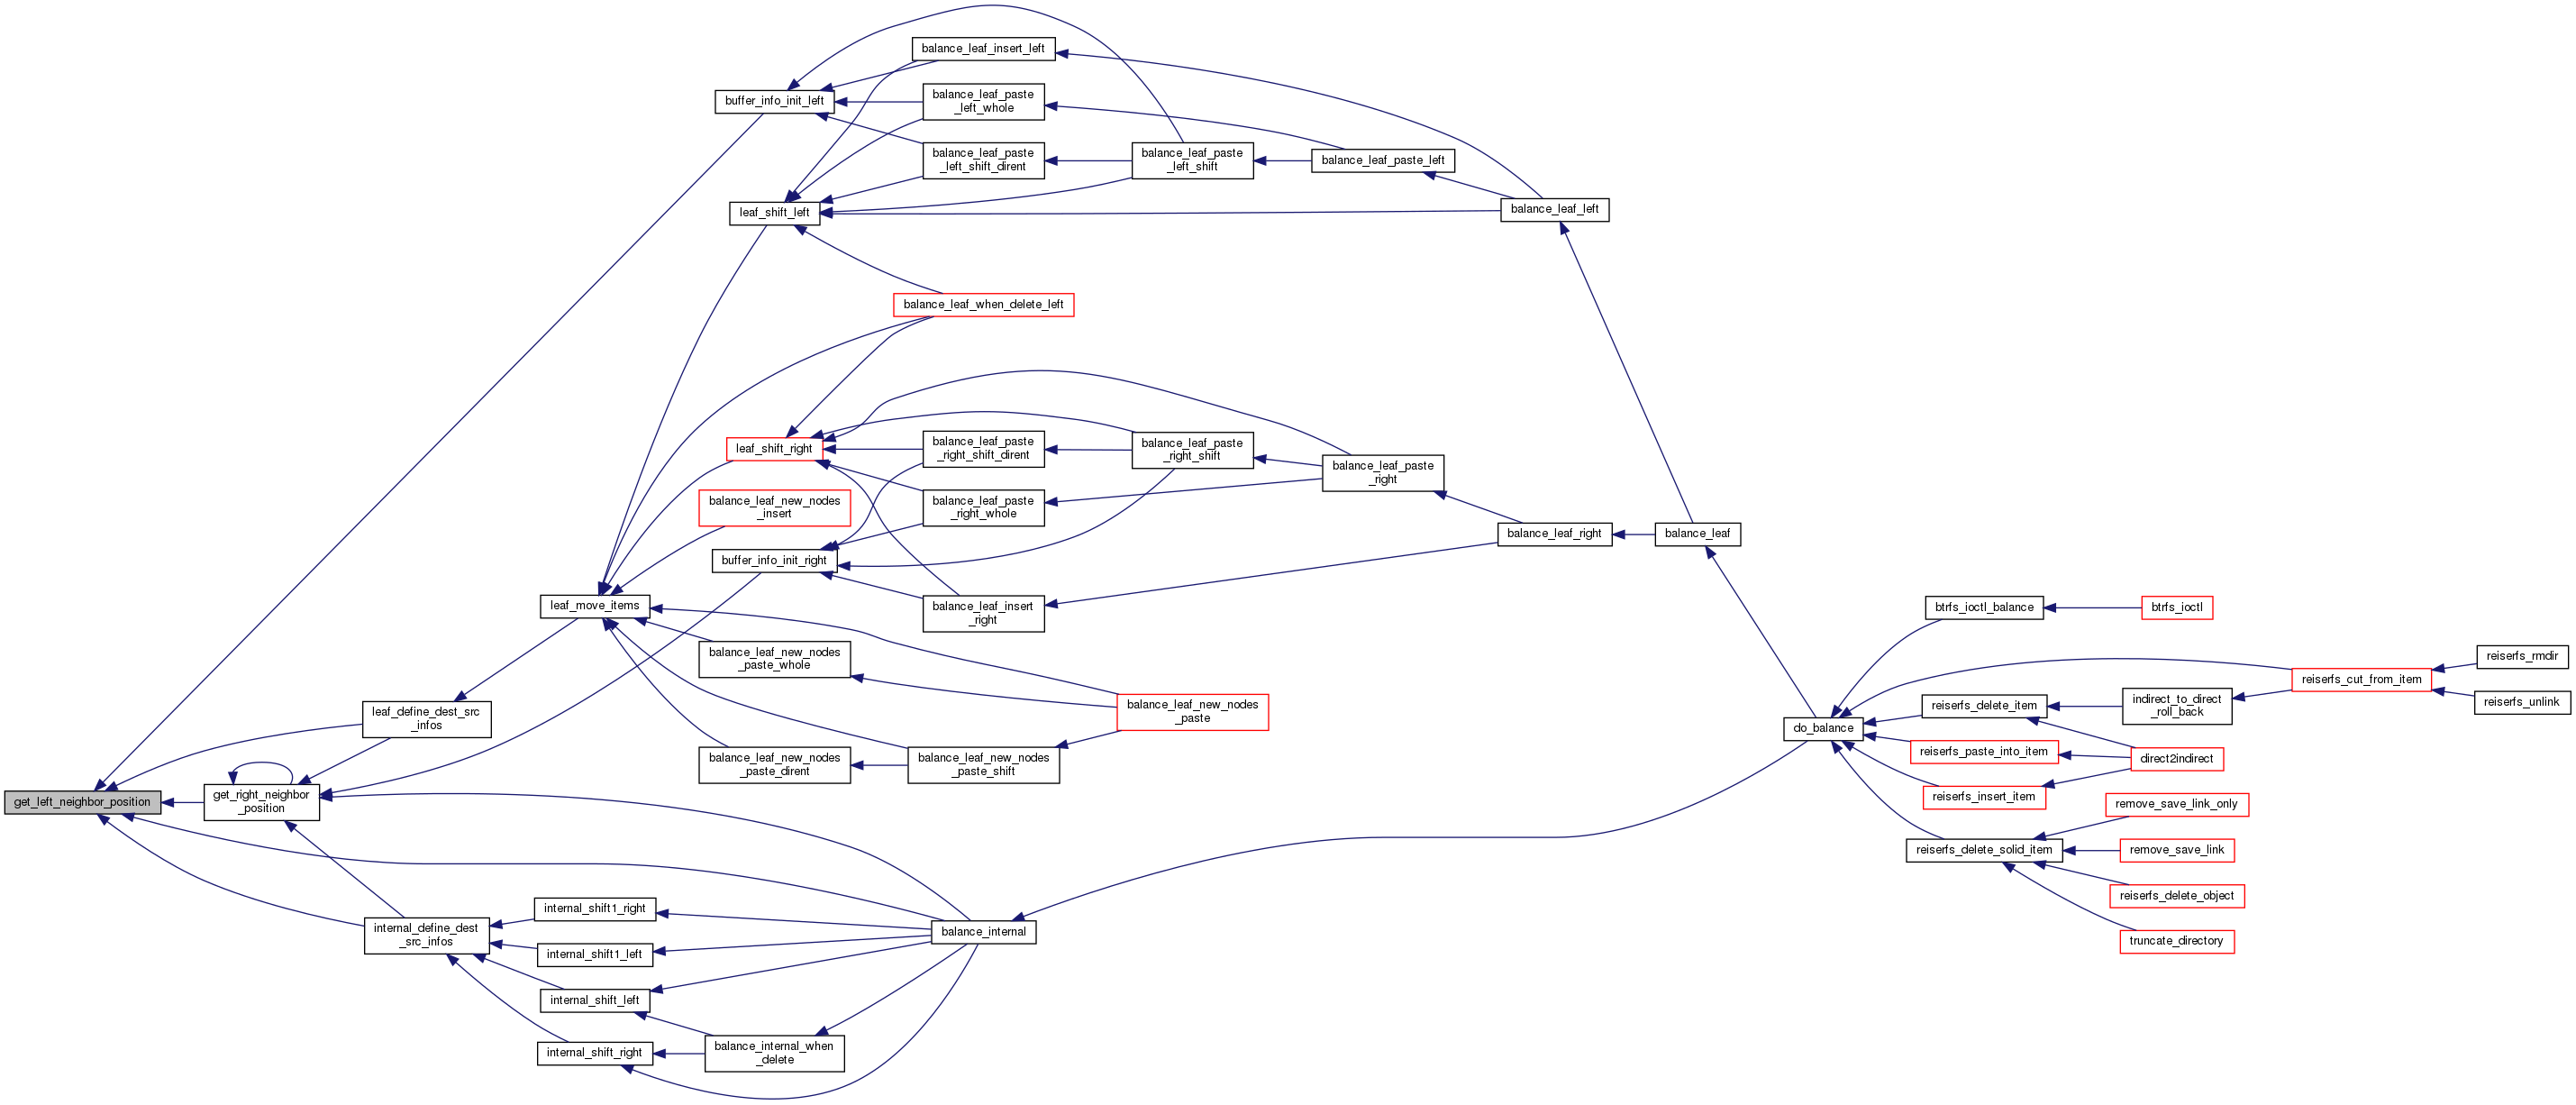 balance_leaf_insert_left
buffer_info_init_left
balance_leaf_paste
_left_whole
balance_leaf_paste
_left_shift_dirent
balance_leaf_paste
_left_shift
balance_leaf_paste_left
leaf_shift_left
balance_leaf_left
balance_leaf_when_delete_left
leaf_shift_right
balance_leaf_paste
_right_shift_dirent
balance_leaf_paste
_right_shift
balance_leaf_paste
_right
balance_leaf_new_nodes
_insert
balance_leaf_paste
_right_whole
balance_leaf_right
balance_leaf
buffer_info_init_right
leaf_move_items
balance_leaf_insert
_right
btrfs_ioctl_balance
btrfs_ioctl
balance_leaf_new_nodes
_paste_whole
reiserfs_rmdir
reiserfs_cut_from_item
reiserfs_unlink
leaf_define_dest_src
_infos
balance_leaf_new_nodes
_paste
reiserfs_delete_item
indirect_to_direct
_roll_back
do_balance
reiserfs_paste_into_item
direct2indirect
balance_leaf_new_nodes
_paste_dirent
balance_leaf_new_nodes
_paste_shift
get_left_neighbor_position
get_right_neighbor
_position
reiserfs_insert_item
remove_save_link_only
reiserfs_delete_solid_item
remove_save_link
reiserfs_delete_object
truncate_directory
internal_define_dest
_src_infos
internal_shift1_right
balance_internal
internal_shift1_left
internal_shift_left
internal_shift_right
balance_internal_when
_delete